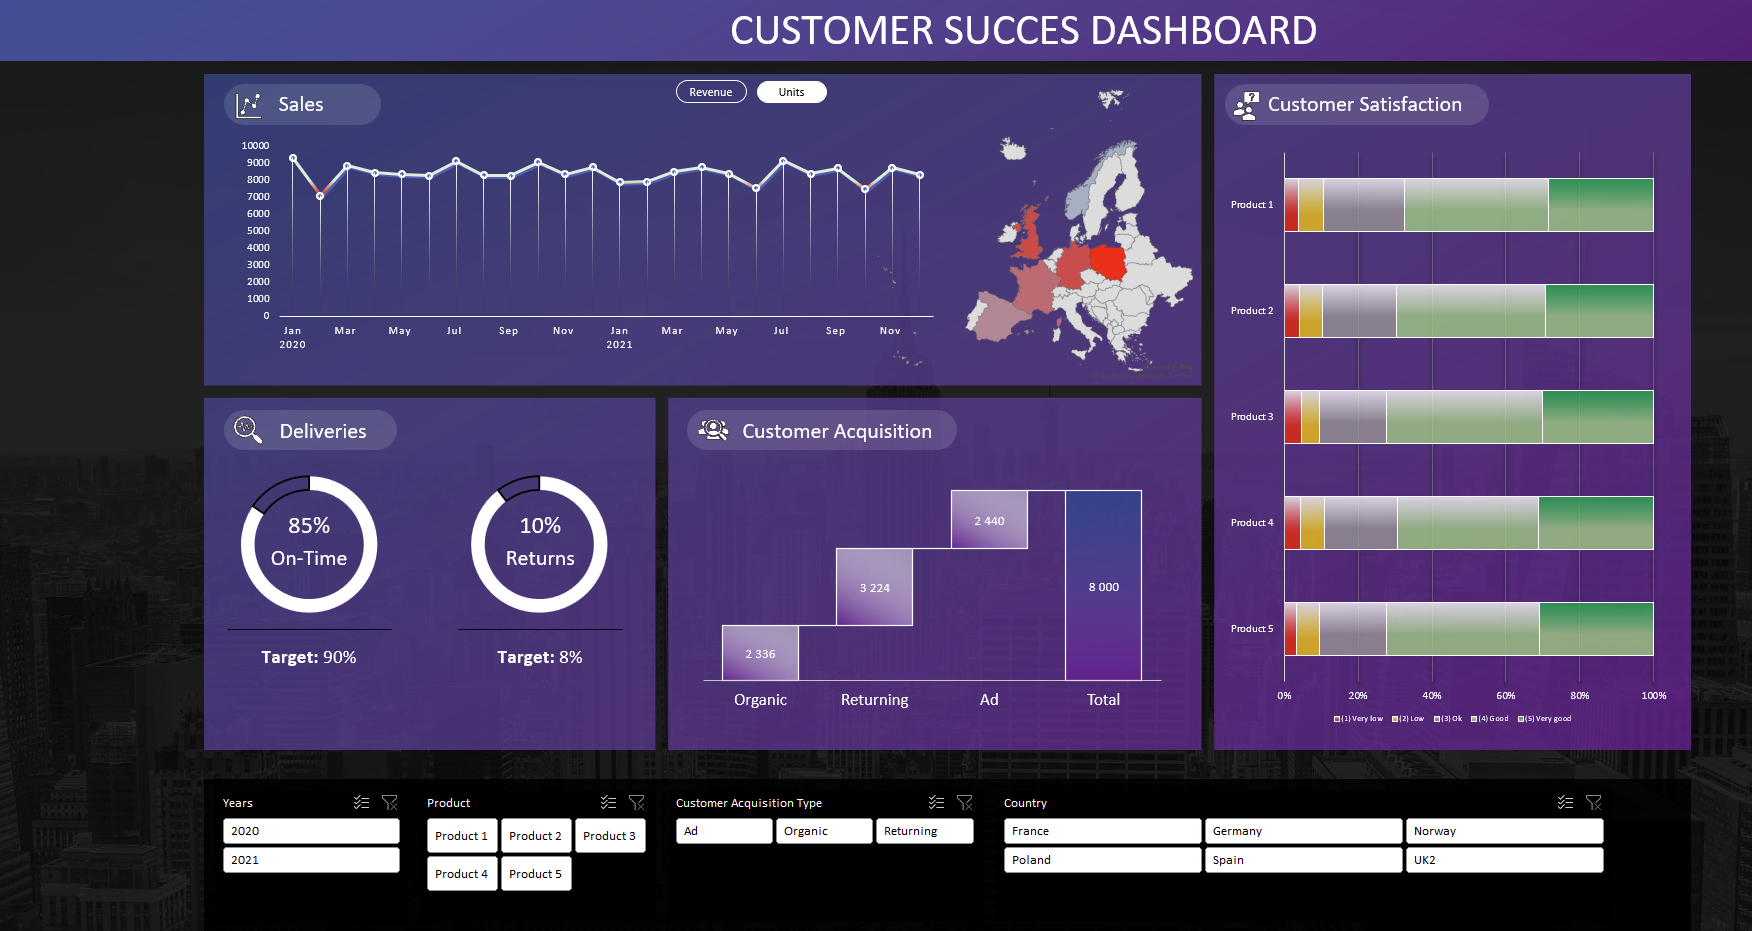 CUSTOMER SUCCES DASHBOARD
Sales
Revenue
Units
10000
9000
8000
7000
6000
5000
4000
3000
2000
1000
0
Jan Mar May Jul Sep Nov Jan Mar May Jul Sep Nov
2020 2021
Customer Satisfaction
Product 1
Product 2
Product 3
Product 4
Product 5
0% 20% 40% 60% 80% 100%
(1) Very low (2) Low (3) Ok (4) Good (5) Very good
Deliveries
85%
On-Time
Target: 90%
10%
Returns
Target: 8%
Customer Acquisition
2 336
3 224
2 440
8 000
Organic Returning Ad Total
Years
2020
2021
Product
Product 1 Product 2 Product 3
Product 4 Product 5
Customer Acquisition Type
Ad Organic Returning
Country
France Germany Norway
Poland Spain UK2